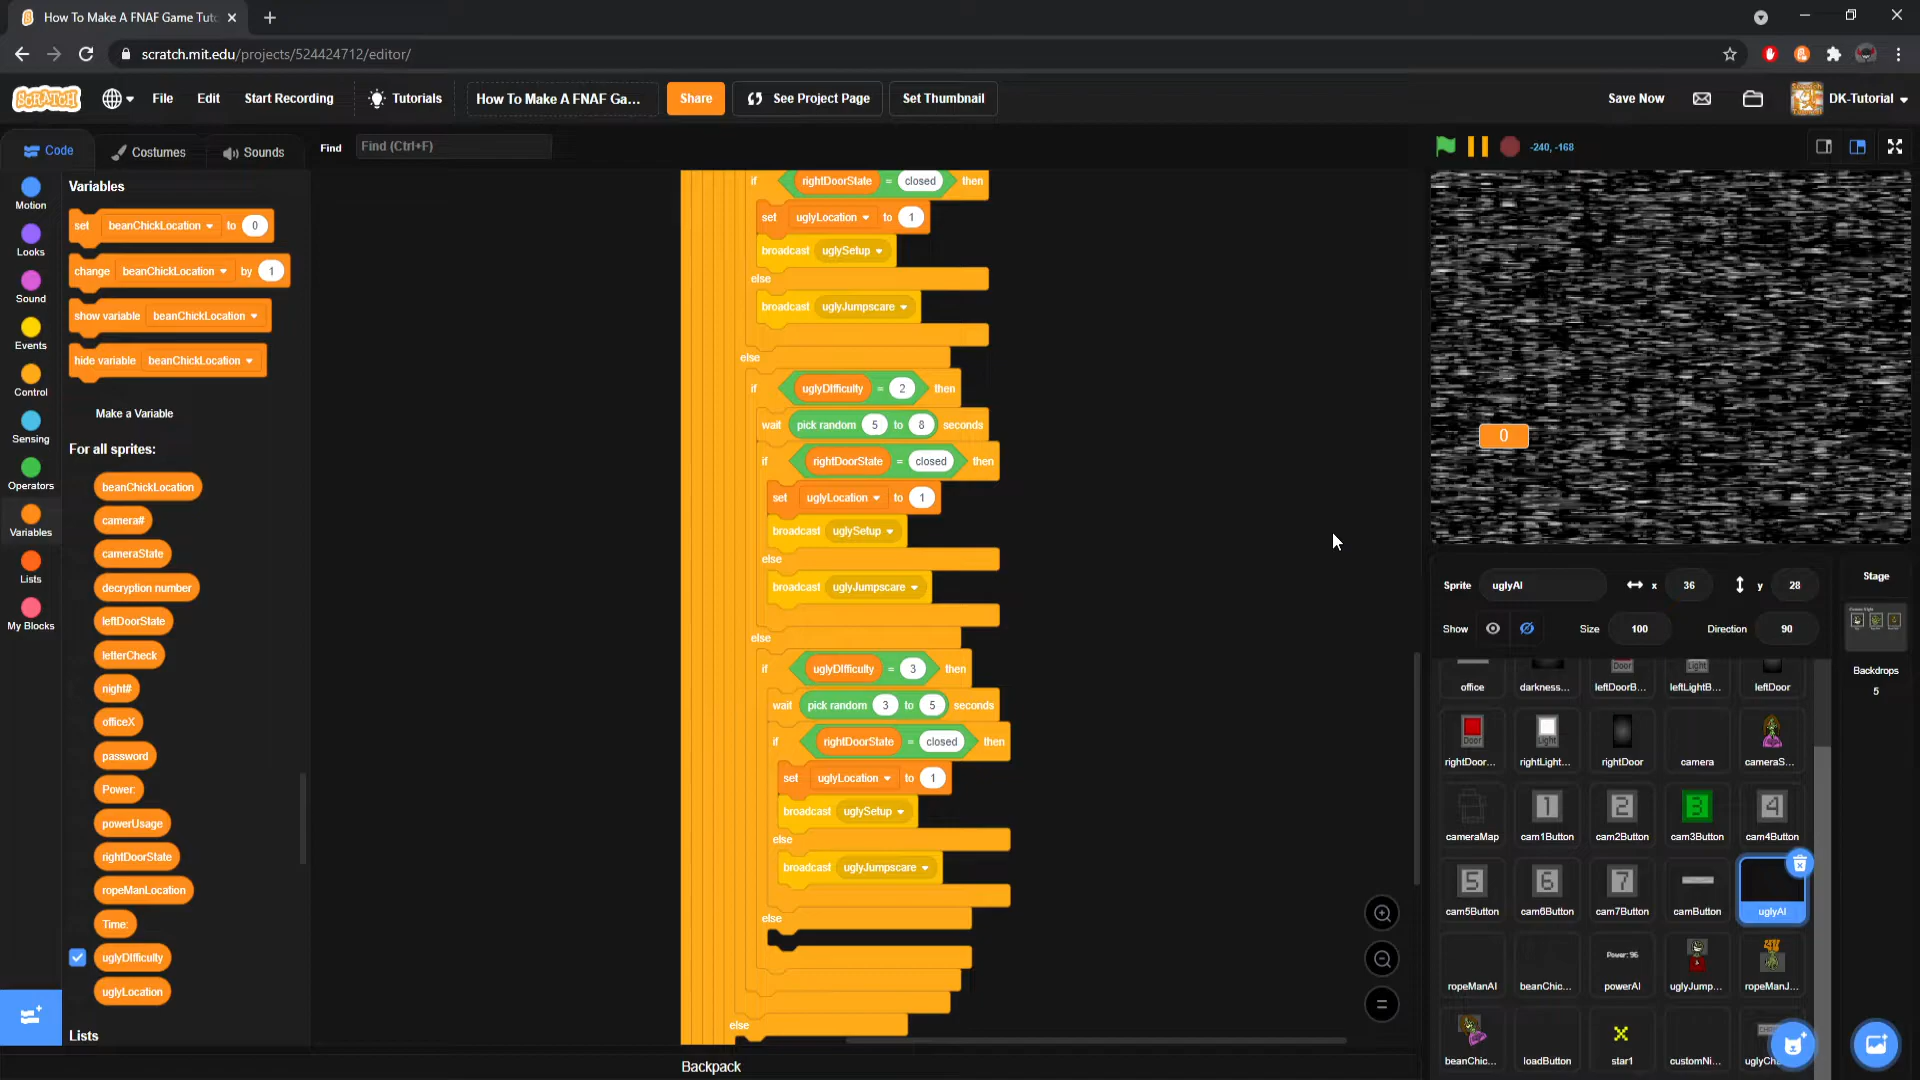 How To Make A FNAF Game Tuto
scratch.mit.edu/projects/524424712/editor/
SCRATCH
File
Edit
Start Recording
Tutorials
How To Make A FNAF Ga...
Share
See Project Page
Set Thumbnail
Save Now
DK-Tutorial
Code
Costumes
Sounds
Find
Find (Ctrl+F)
-240, -168
Motion
Looks
Sound
Events
Control
Sensing
Operators
Variables
Lists
My Blocks
Variables
set beanChickLocation to 0
change beanChickLocation by 1
show variable beanChickLocation
hide variable beanChickLocation
Make a Variable
For all sprites:
beanChickLocation
camera#
cameraState
decryption number
leftDoorState
letterCheck
night#
officeX
password
Power:
powerUsage
rightDoorState
ropeManLocation
Time:
uglyDifficulty
uglyLocation
Lists
if rightDoorState = closed then
set uglyLocation to 1
broadcast uglySetup
else
broadcast uglyJumpscare
else
if uglyDifficulty = 2 then
wait pick random 5 to 8 seconds
if rightDoorState = closed then
set uglyLocation to 1
broadcast uglySetup
else
broadcast uglyJumpscare
else
if uglyDifficulty = 3 then
wait pick random 3 to 5 seconds
if rightDoorState = closed then
set uglyLocation to 1
broadcast uglySetup
else
broadcast uglyJumpscare
else
else
Backpack
0
Sprite uglyAI x 36 y 28
Show Size 100 Direction 90
Stage
Backdrops
5
office darkness... leftDoorB... leftLightB... leftDoor
rightDoor... rightLight... rightDoor camera cameraS...
cameraMap cam1Button cam2Button cam3Button cam4Button
cam5Button cam6Button cam7Button camButton uglyAI
Power: 96
ropeManAI beanChic... powerAI uglyJump... ropeManJ...
beanChic... loadButton star1 customNi...